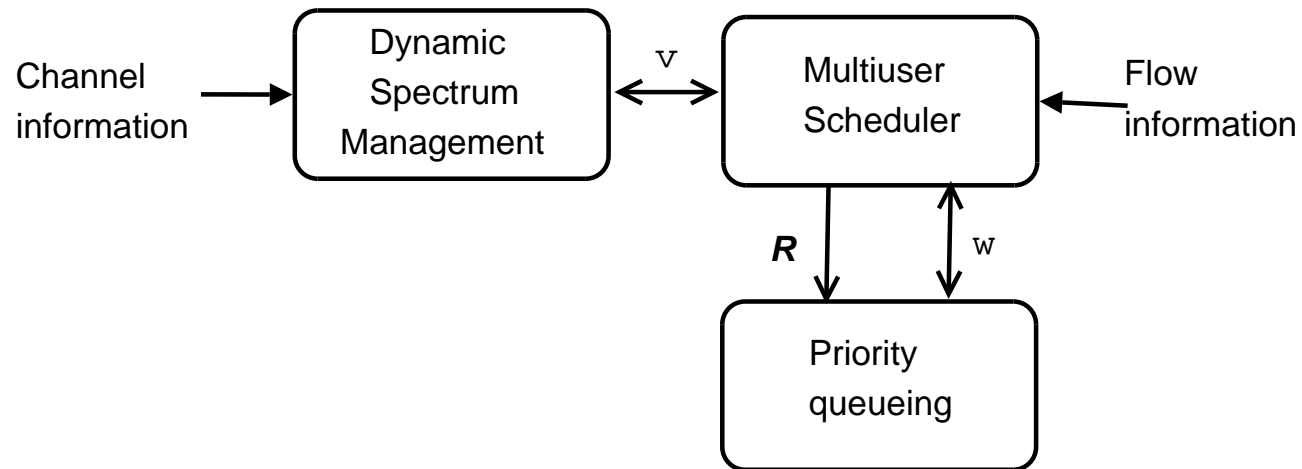 Channel
information
Dynamic
Spectrum
Management
v
Multiuser
Scheduler
Flow
information
R
w
Priority
queueing